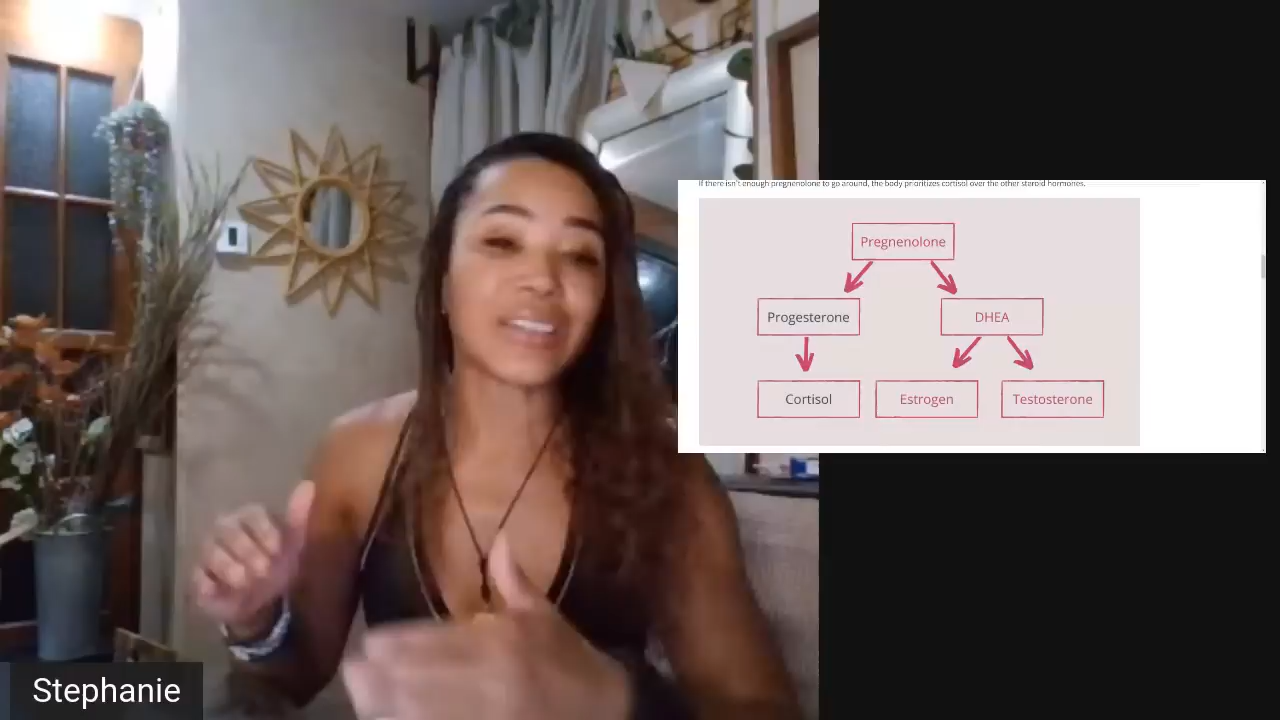 If there isn't enough pregnenolone to go around, the body prioritizes cortisol over the other steroid hormones.
Pregnenolone
Progesterone
DHEA
Cortisol
Estrogen
Testosterone
Stephanie